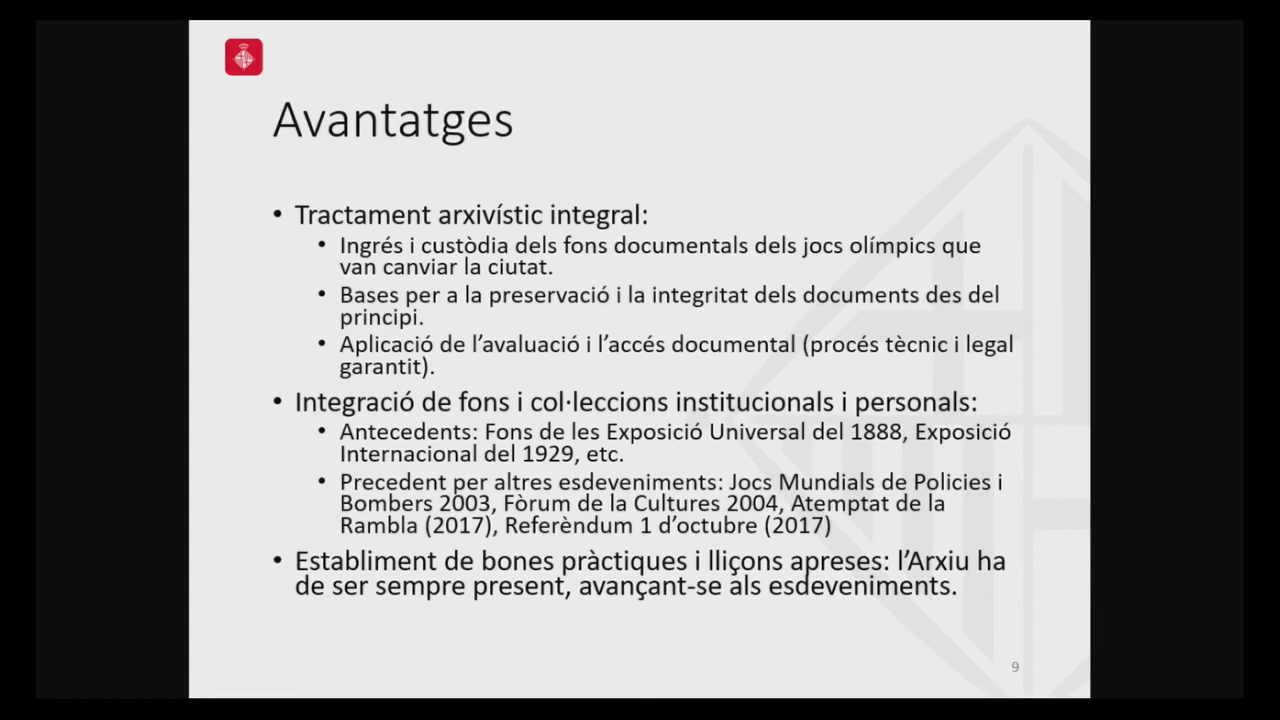 Avantatges
• Tractament arxivístic integral:
• Ingrés i custòdia dels fons documentals dels jocs olímpics que
van canviar la ciutat.
• Bases per a la preservació i la integritat dels documents des del
principi.
• Aplicació de l’avaluació i l’accés documental (procés tècnic i legal
garantit).
• Integració de fons i col·leccions institucionals i personals:
• Antecedents: Fons de les Exposició Universal del 1888, Exposició
Internacional del 1929, etc.
• Precedent per altres esdeveniments: Jocs Mundials de Policies i
Bombers 2003, Fòrum de la Cultures 2004, Atemptat de la
Rambla (2017), Referèndum 1 d’octubre (2017)
• Establiment de bones pràctiques i lliçons apreses: l’Arxiu ha
de ser sempre present, avançant-se als esdeveniments.
9